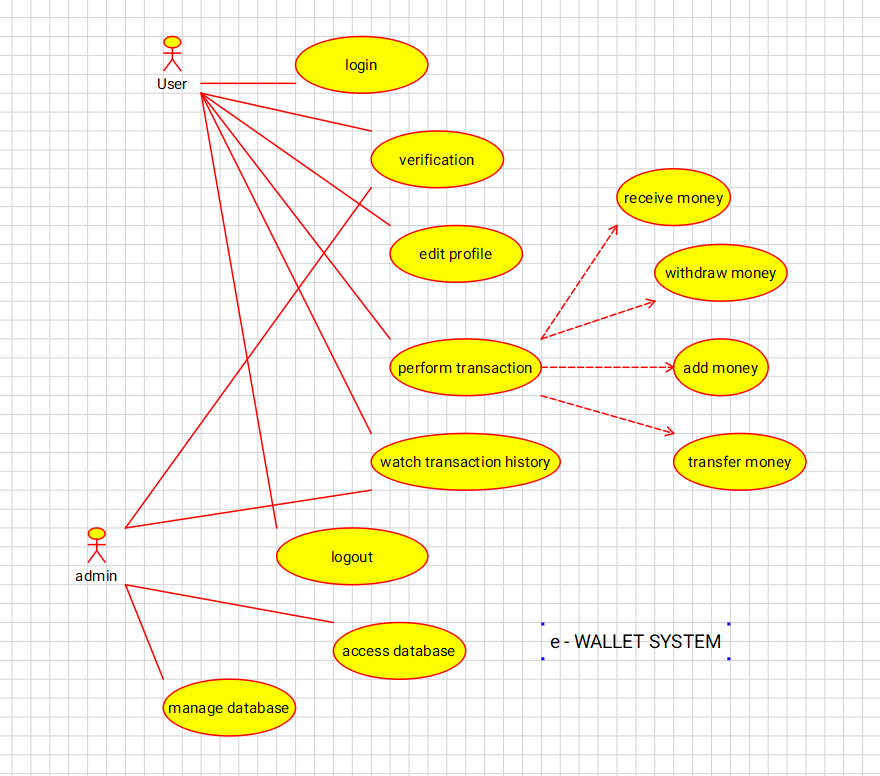 login
User
verification
receive money
edit profile
withdraw money
perform transaction
add money
watch transaction history
transfer money
logout
admin
e - WALLET SYSTEM
access database
manage database